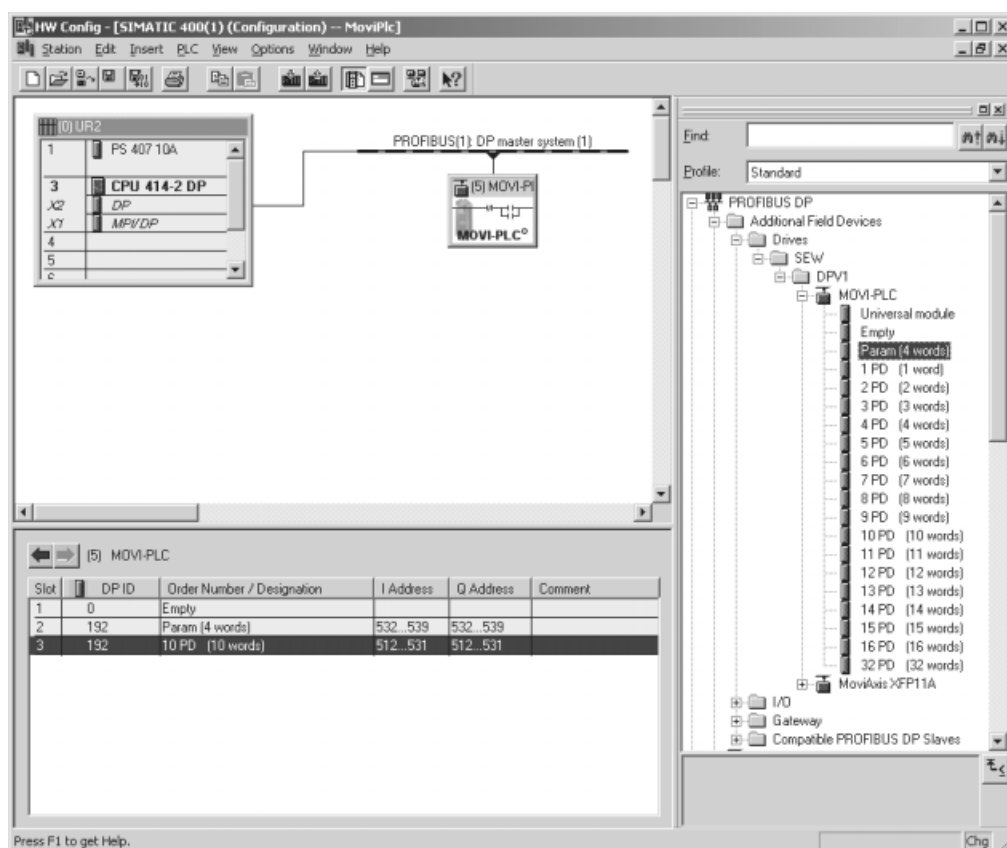 HW Config - [SIMATIC 400(1) (Configuration) -- MoviPlc]
Station Edit Insert PLC View Options Window Help
(0) UR2
1 PS 407 10A
3 CPU 414-2 DP
X2 DP
X1 MPI/DP
4
5
PROFIBUS(1): DP master system (1)
(5) MOVI-Pl
MOVI-PLC
Find:
Profile: Standard
PROFIBUS DP
Additional Field Devices
Drives
SEW
DPV1
MOVI-PLC
Universal module
Empty
Param (4 words)
1 PD (1 word)
2 PD (2 words)
3 PD (3 words)
4 PD (4 words)
5 PD (5 words)
6 PD (6 words)
7 PD (7 words)
8 PD (8 words)
9 PD (9 words)
10 PD (10 words)
11 PD (11 words)
12 PD (12 words)
13 PD (13 words)
14 PD (14 words)
15 PD (15 words)
16 PD (16 words)
32 PD (32 words)
MoviAxis XFP11A
I/O
Gateway
Compatible PROFIBUS DP Slaves
(5) MOVI-PLC
Slot DP ID Order Number / Designation I Address Q Address Comment
1 0 Empty
2 192 Param (4 words) 532...539 532...539
3 192 10 PD (10 words) 512...531 512...531
Press F1 to get Help.
Chg